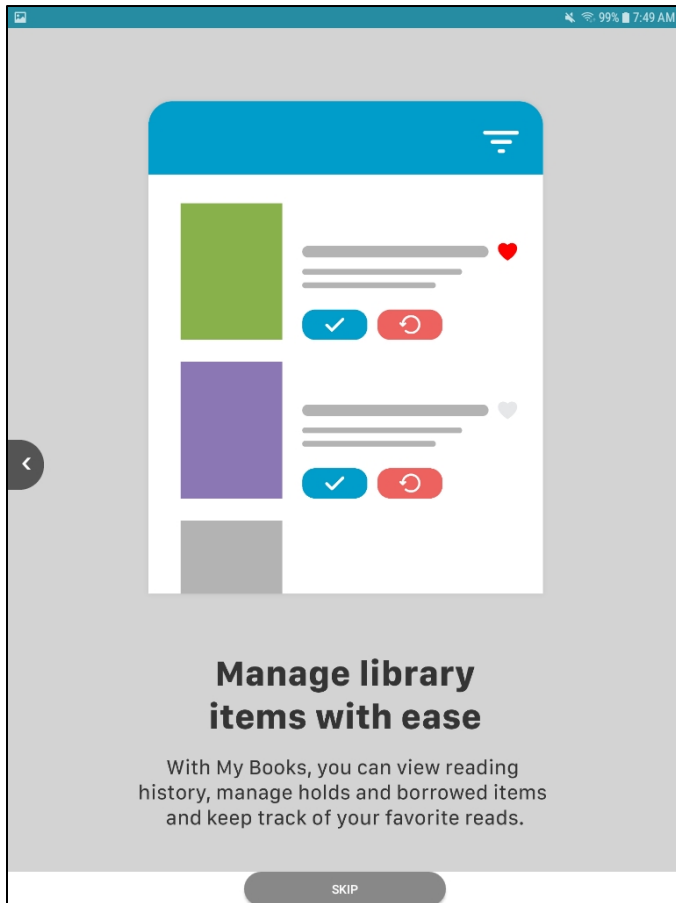 99% 7:49 AM
Manage library
items with ease
With My Books, you can view reading
history, manage holds and borrowed items
and keep track of your favorite reads.
SKIP